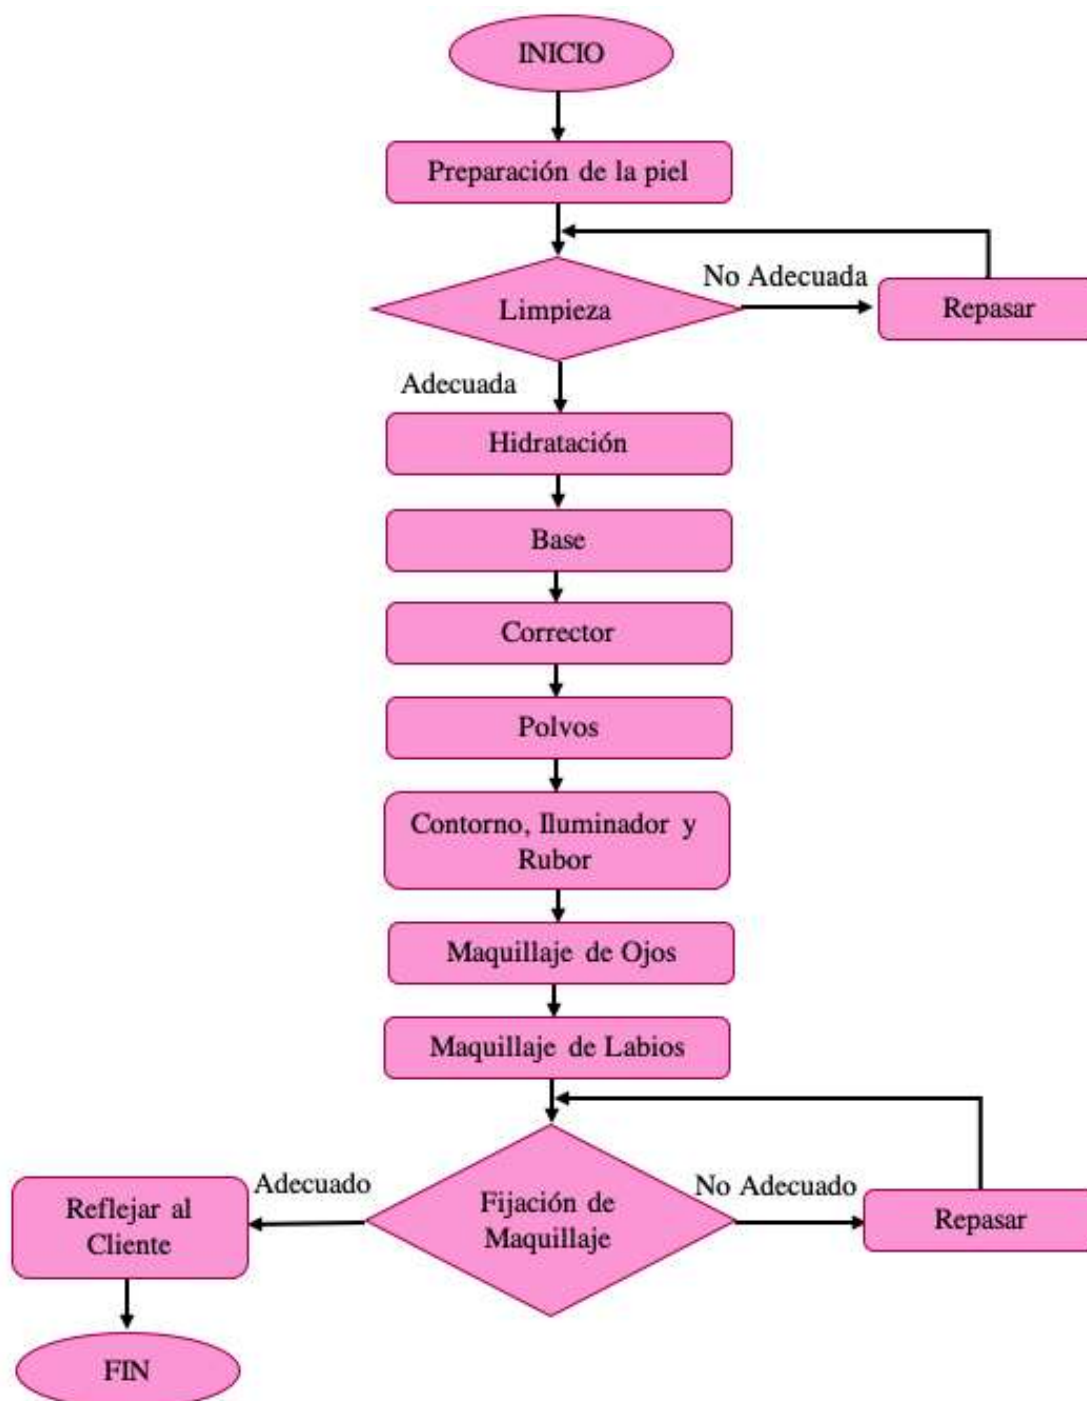 INICIO
Preparación de la piel
No Adecuada
Limpieza
Repasar
Adecuada
Hidratación
Base
Corrector
Polvos
Contorno, Iluminador y
Rubor
Maquillaje de Ojos
Maquillaje de Labios
Adecuado
No Adecuado
Reflejar al
Cliente
Fijación de
Maquillaje
Repasar
FIN